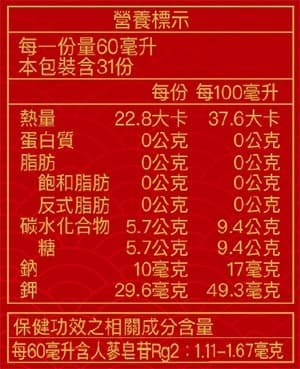 營養標示
每一份量60毫升
本包裝含31份
每份 每100毫升
熱量 22.8大卡 37.6大卡
蛋白質 0公克 0公克
脂肪 0公克 0公克
飽和脂肪 0公克 0公克
反式脂肪 0公克 0公克
碳水化合物 5.7公克 9.4公克
糖 5.7公克 9.4公克
鈉 10毫克 17毫克
鉀 29.6毫克 49.3毫克
保健功效之相關成分含量
每60毫升含人蔘皂苷Rg2：1.11-1.67毫克